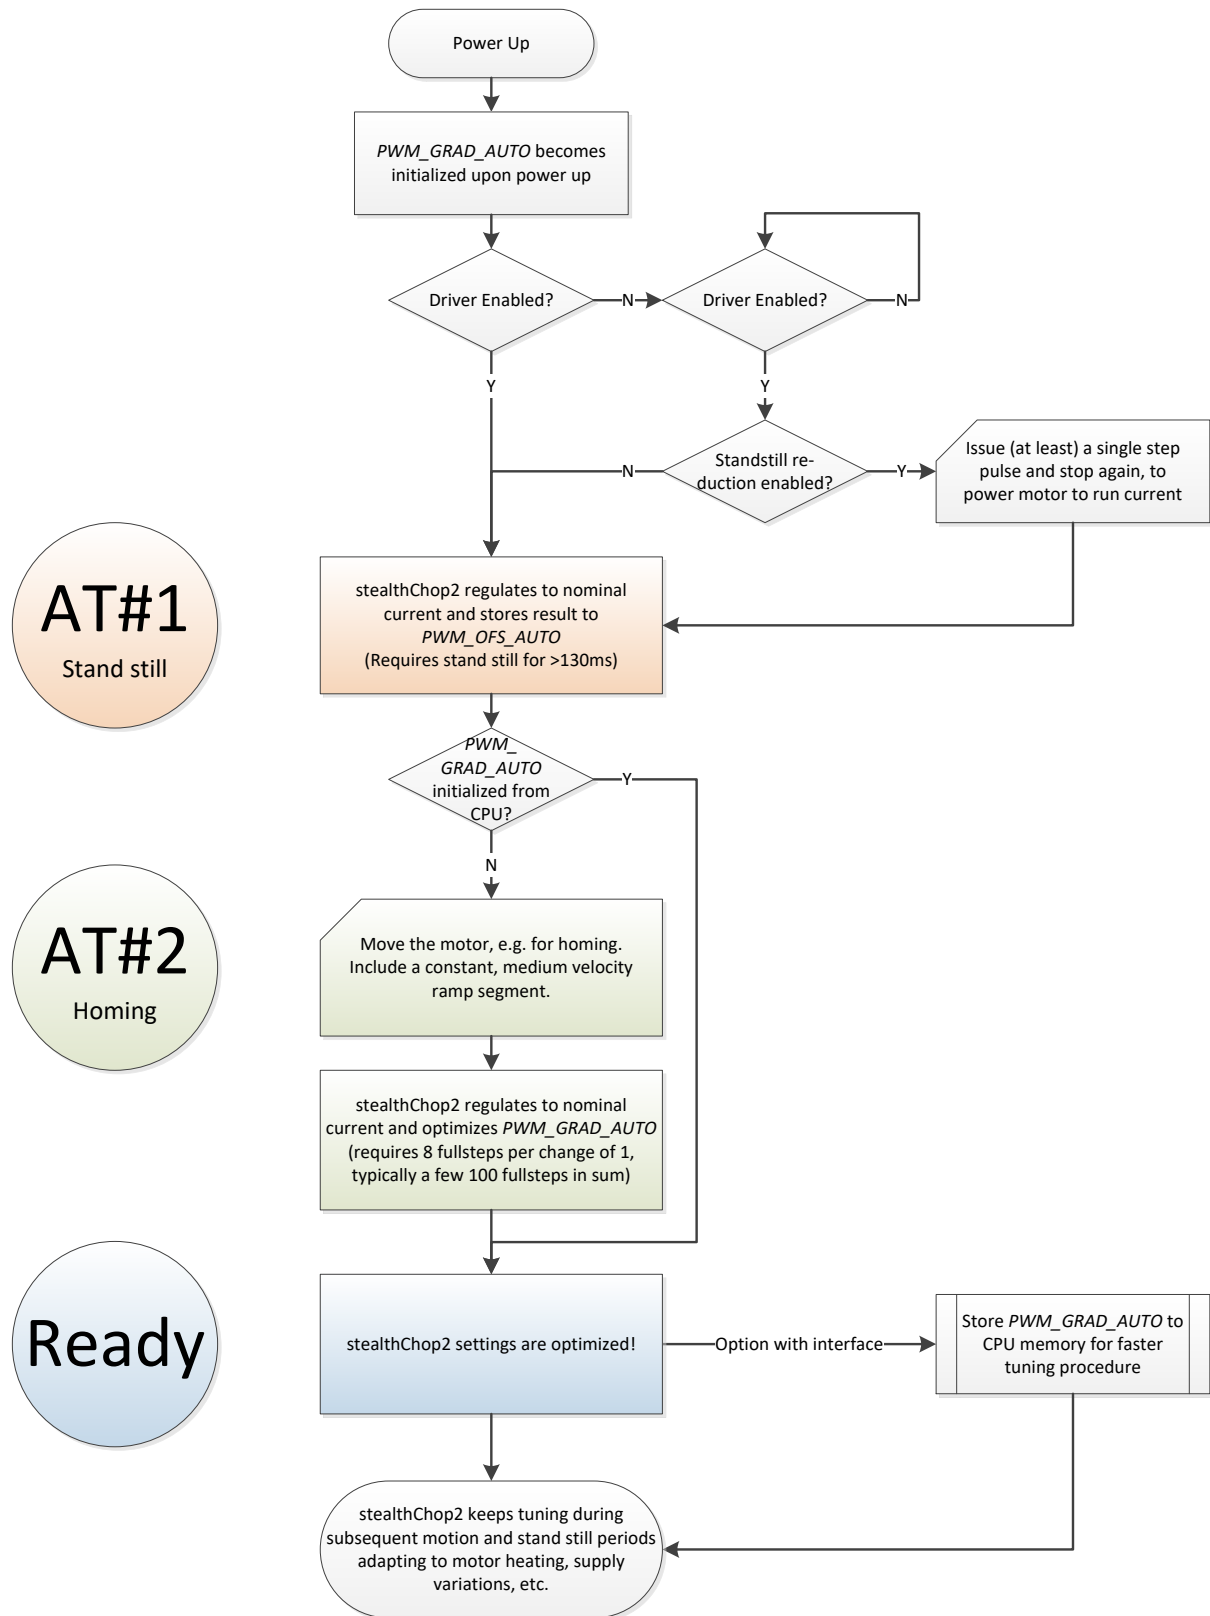 Power Up
PWM_GRAD_AUTO becomes
initialized upon power up
Driver Enabled?
N
Driver Enabled?
N
Y
Y
Standstill re-
duction enabled?
N
Y
Issue (at least) a single step
pulse and stop again, to
power motor to run current
AT#1
Stand still
stealthChop2 regulates to nominal
current and stores result to
PWM_OFS_AUTO
(Requires stand still for >130ms)
PWM_
GRAD_AUTO
initialized from
CPU?
Y
N
AT#2
Homing
Move the motor, e.g. for homing.
Include a constant, medium velocity
ramp segment.
stealthChop2 regulates to nominal
current and optimizes PWM_GRAD_AUTO
(requires 8 fullsteps per change of 1,
typically a few 100 fullsteps in sum)
Ready
stealthChop2 settings are optimized!
Option with interface
Store PWM_GRAD_AUTO to
CPU memory for faster
tuning procedure
stealthChop2 keeps tuning during
subsequent motion and stand still periods
adapting to motor heating, supply
variations, etc.